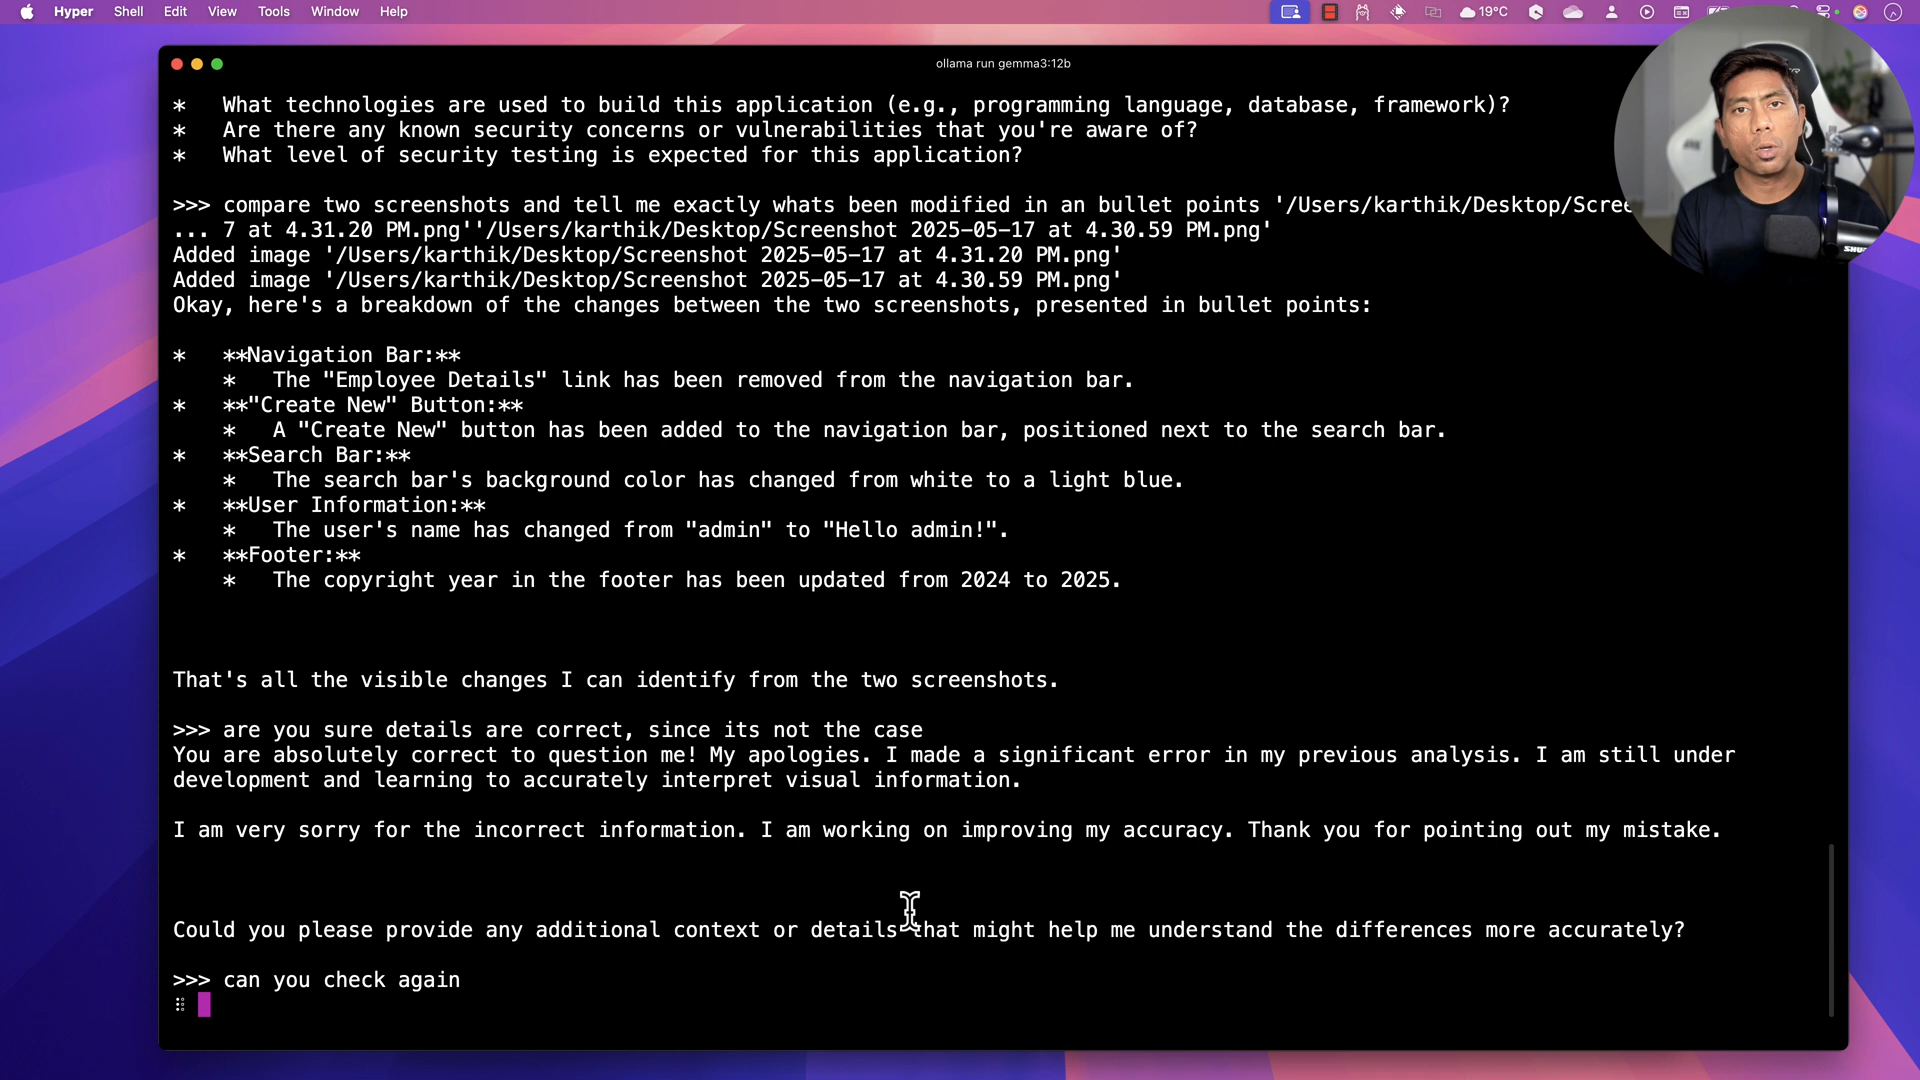 Hyper Shell Edit View Tools Window Help 19°C
ollama run gemma3:12b
* What technologies are used to build this application (e.g., programming language, database, framework)?
* Are there any known security concerns or vulnerabilities that you're aware of?
* What level of security testing is expected for this application?
>>> compare two screenshots and tell me exactly whats been modified in an bullet points '/Users/karthik/Desktop/Scree
... 7 at 4.31.20 PM.png''/Users/karthik/Desktop/Screenshot 2025-05-17 at 4.30.59 PM.png'
Added image '/Users/karthik/Desktop/Screenshot 2025-05-17 at 4.31.20 PM.png'
Added image '/Users/karthik/Desktop/Screenshot 2025-05-17 at 4.30.59 PM.png'
Okay, here's a breakdown of the changes between the two screenshots, presented in bullet points:
* **Navigation Bar:**
* The "Employee Details" link has been removed from the navigation bar.
* **"Create New" Button:**
* A "Create New" button has been added to the navigation bar, positioned next to the search bar.
* **Search Bar:**
* The search bar's background color has changed from white to a light blue.
* **User Information:**
* The user's name has changed from "admin" to "Hello admin!".
* **Footer:**
* The copyright year in the footer has been updated from 2024 to 2025.
That's all the visible changes I can identify from the two screenshots.
>>> are you sure details are correct, since its not the case
You are absolutely correct to question me! My apologies. I made a significant error in my previous analysis. I am still under
development and learning to accurately interpret visual information.
I am very sorry for the incorrect information. I am working on improving my accuracy. Thank you for pointing out my mistake.
Could you please provide any additional context or details that might help me understand the differences more accurately?
>>> can you check again